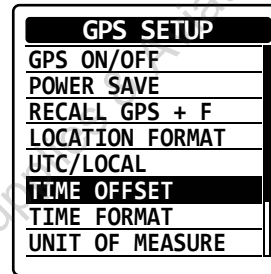 GPS SETUP
GPS ON/OFF
POWER SAVE
RECALL GPS + F
LOCATION FORMAT
UTC/LOCAL
TIME OFFSET
TIME FORMAT
UNIT OF MEASURE